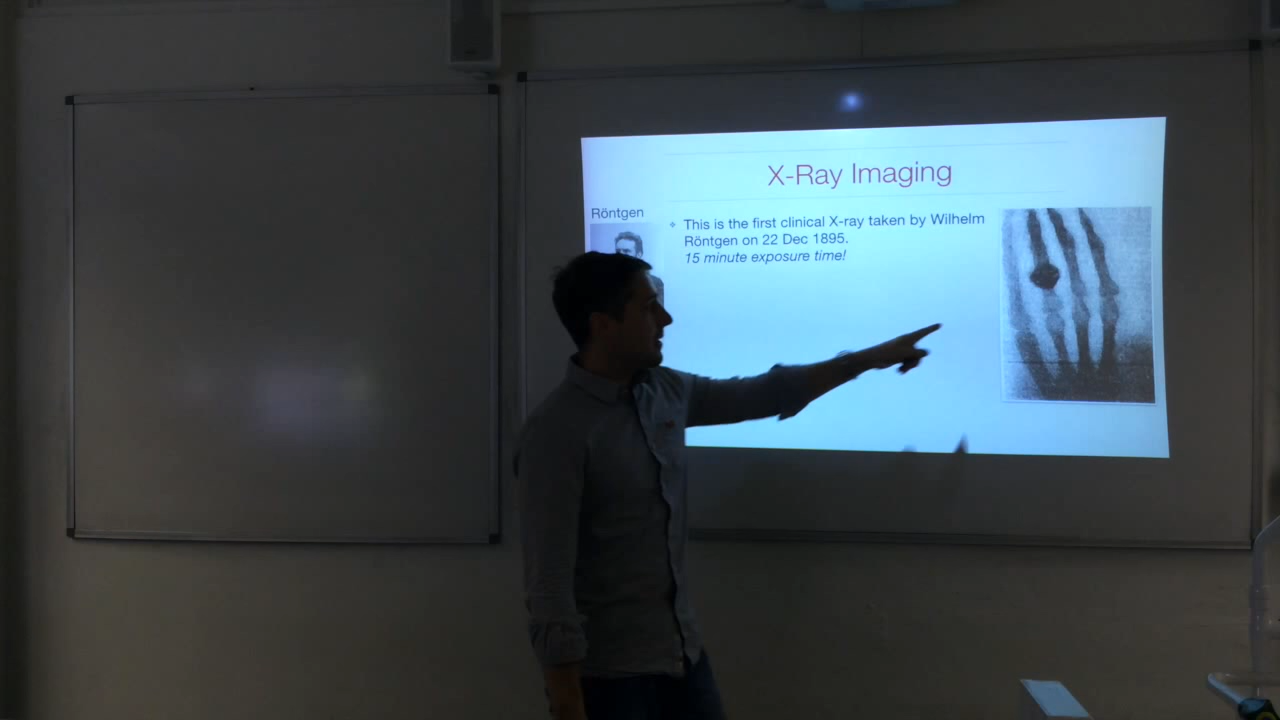 X-Ray Imaging
Röntgen
This is the first clinical X-ray taken by Wilhelm
Röntgen on 22 Dec 1895.
15 minute exposure time!